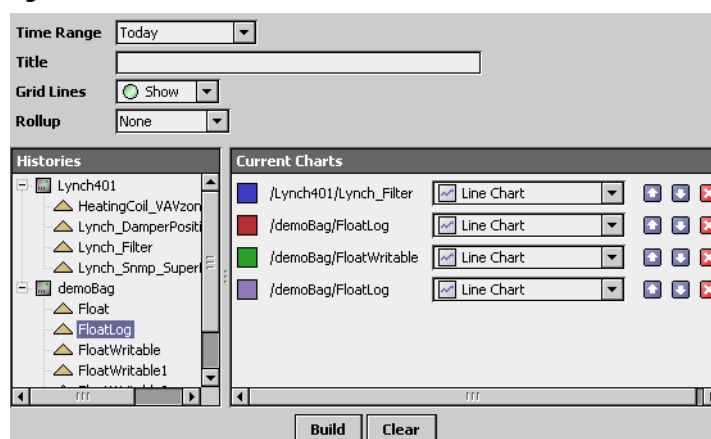 Time Range Today
Title
Grid Lines Show
Rollup None
Histories
Lynch401
HeatingCoil_VAVzon
Lynch_DamperPositi
Lynch_Filter
Lynch_Snmp_Superl
demoBag
Float
FloatLog
FloatWritable
FloatWritable1
Current Charts
/Lynch401/Lynch_Filter Line Chart
/demoBag/FloatLog Line Chart
/demoBag/FloatWritable Line Chart
/demoBag/FloatLog Line Chart
Build Clear